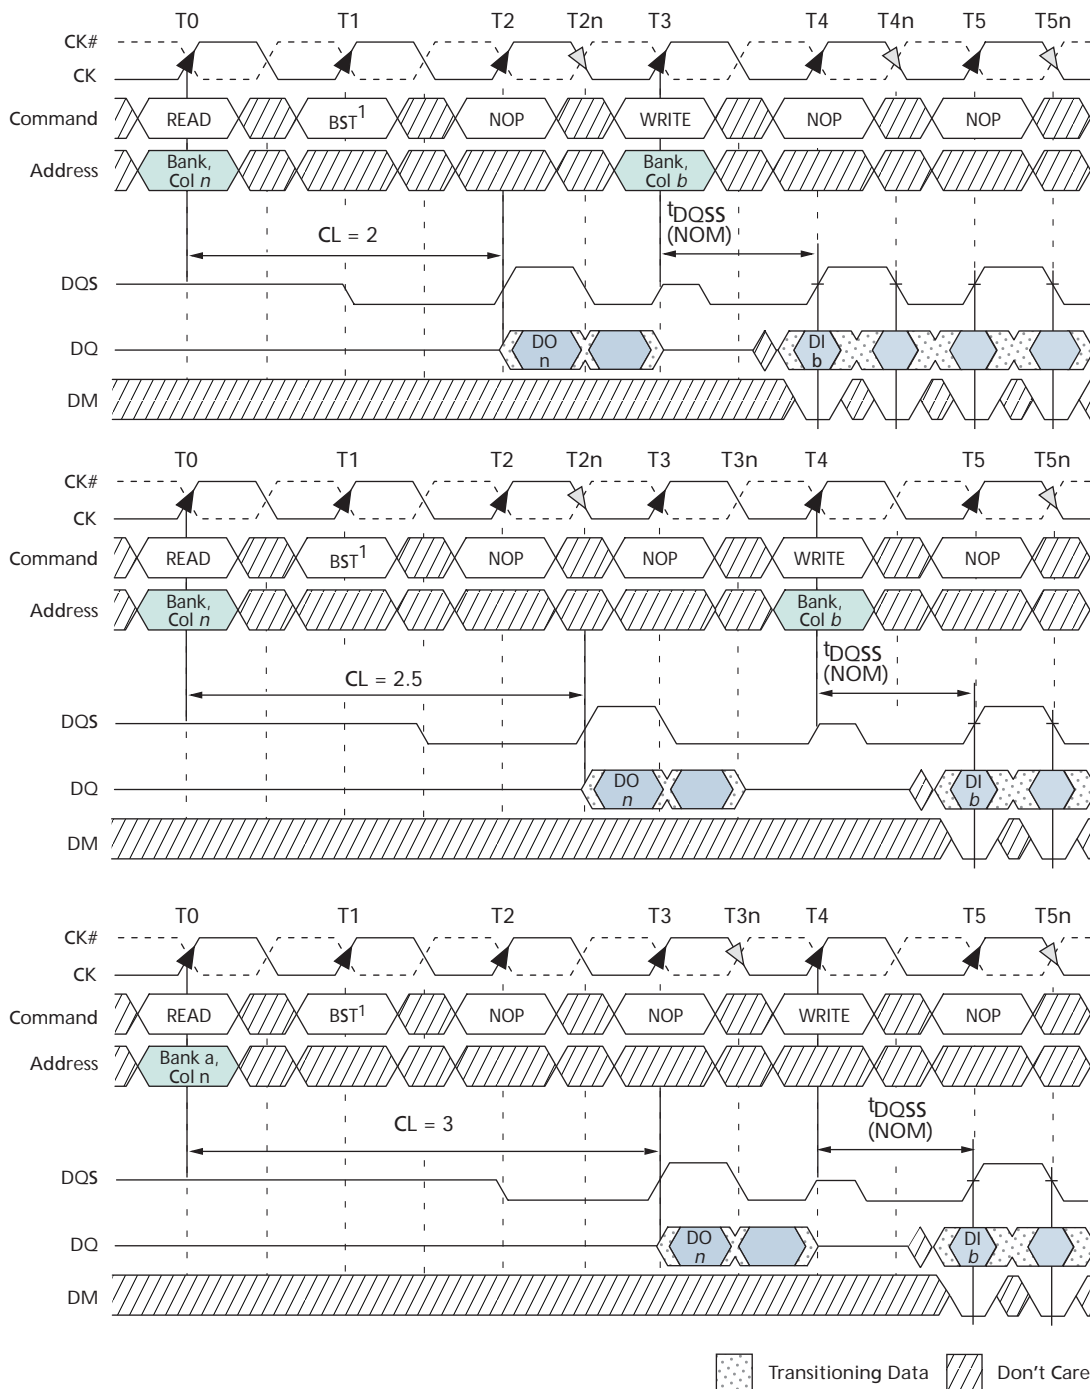 T0 T1 T2 T2n T3 T4 T4n T5 T5n
CK#
CK
Command READ BST1 NOP WRITE NOP NOP
Address Bank, Col n Bank, Col b
CL = 2
tDQSS
(NOM)
DQS
DQ DO n DI b
DM
T0 T1 T2 T2n T3 T3n T4 T5 T5n
CK#
CK
Command READ BST1 NOP NOP WRITE NOP
Address Bank, Col n Bank, Col b
CL = 2.5
tDQSS
(NOM)
DQS
DQ DO n DI b
DM
T0 T1 T2 T3 T3n T4 T5 T5n
CK#
CK
Command READ BST1 NOP NOP WRITE NOP
Address Bank a, Col n
CL = 3
tDQSS
(NOM)
DQS
DQ DO n DI b
DM
Transitioning Data Don't Care